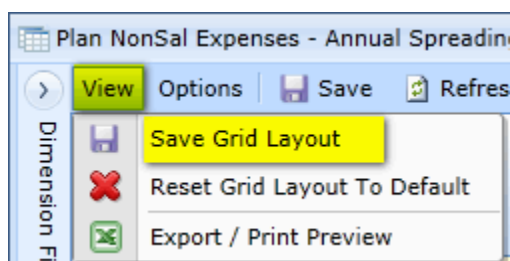 Plan NonSal Expenses - Annual Spreading
View Options Save Refres
Save Grid Layout
Reset Grid Layout To Default
Export / Print Preview
Dimension Fi